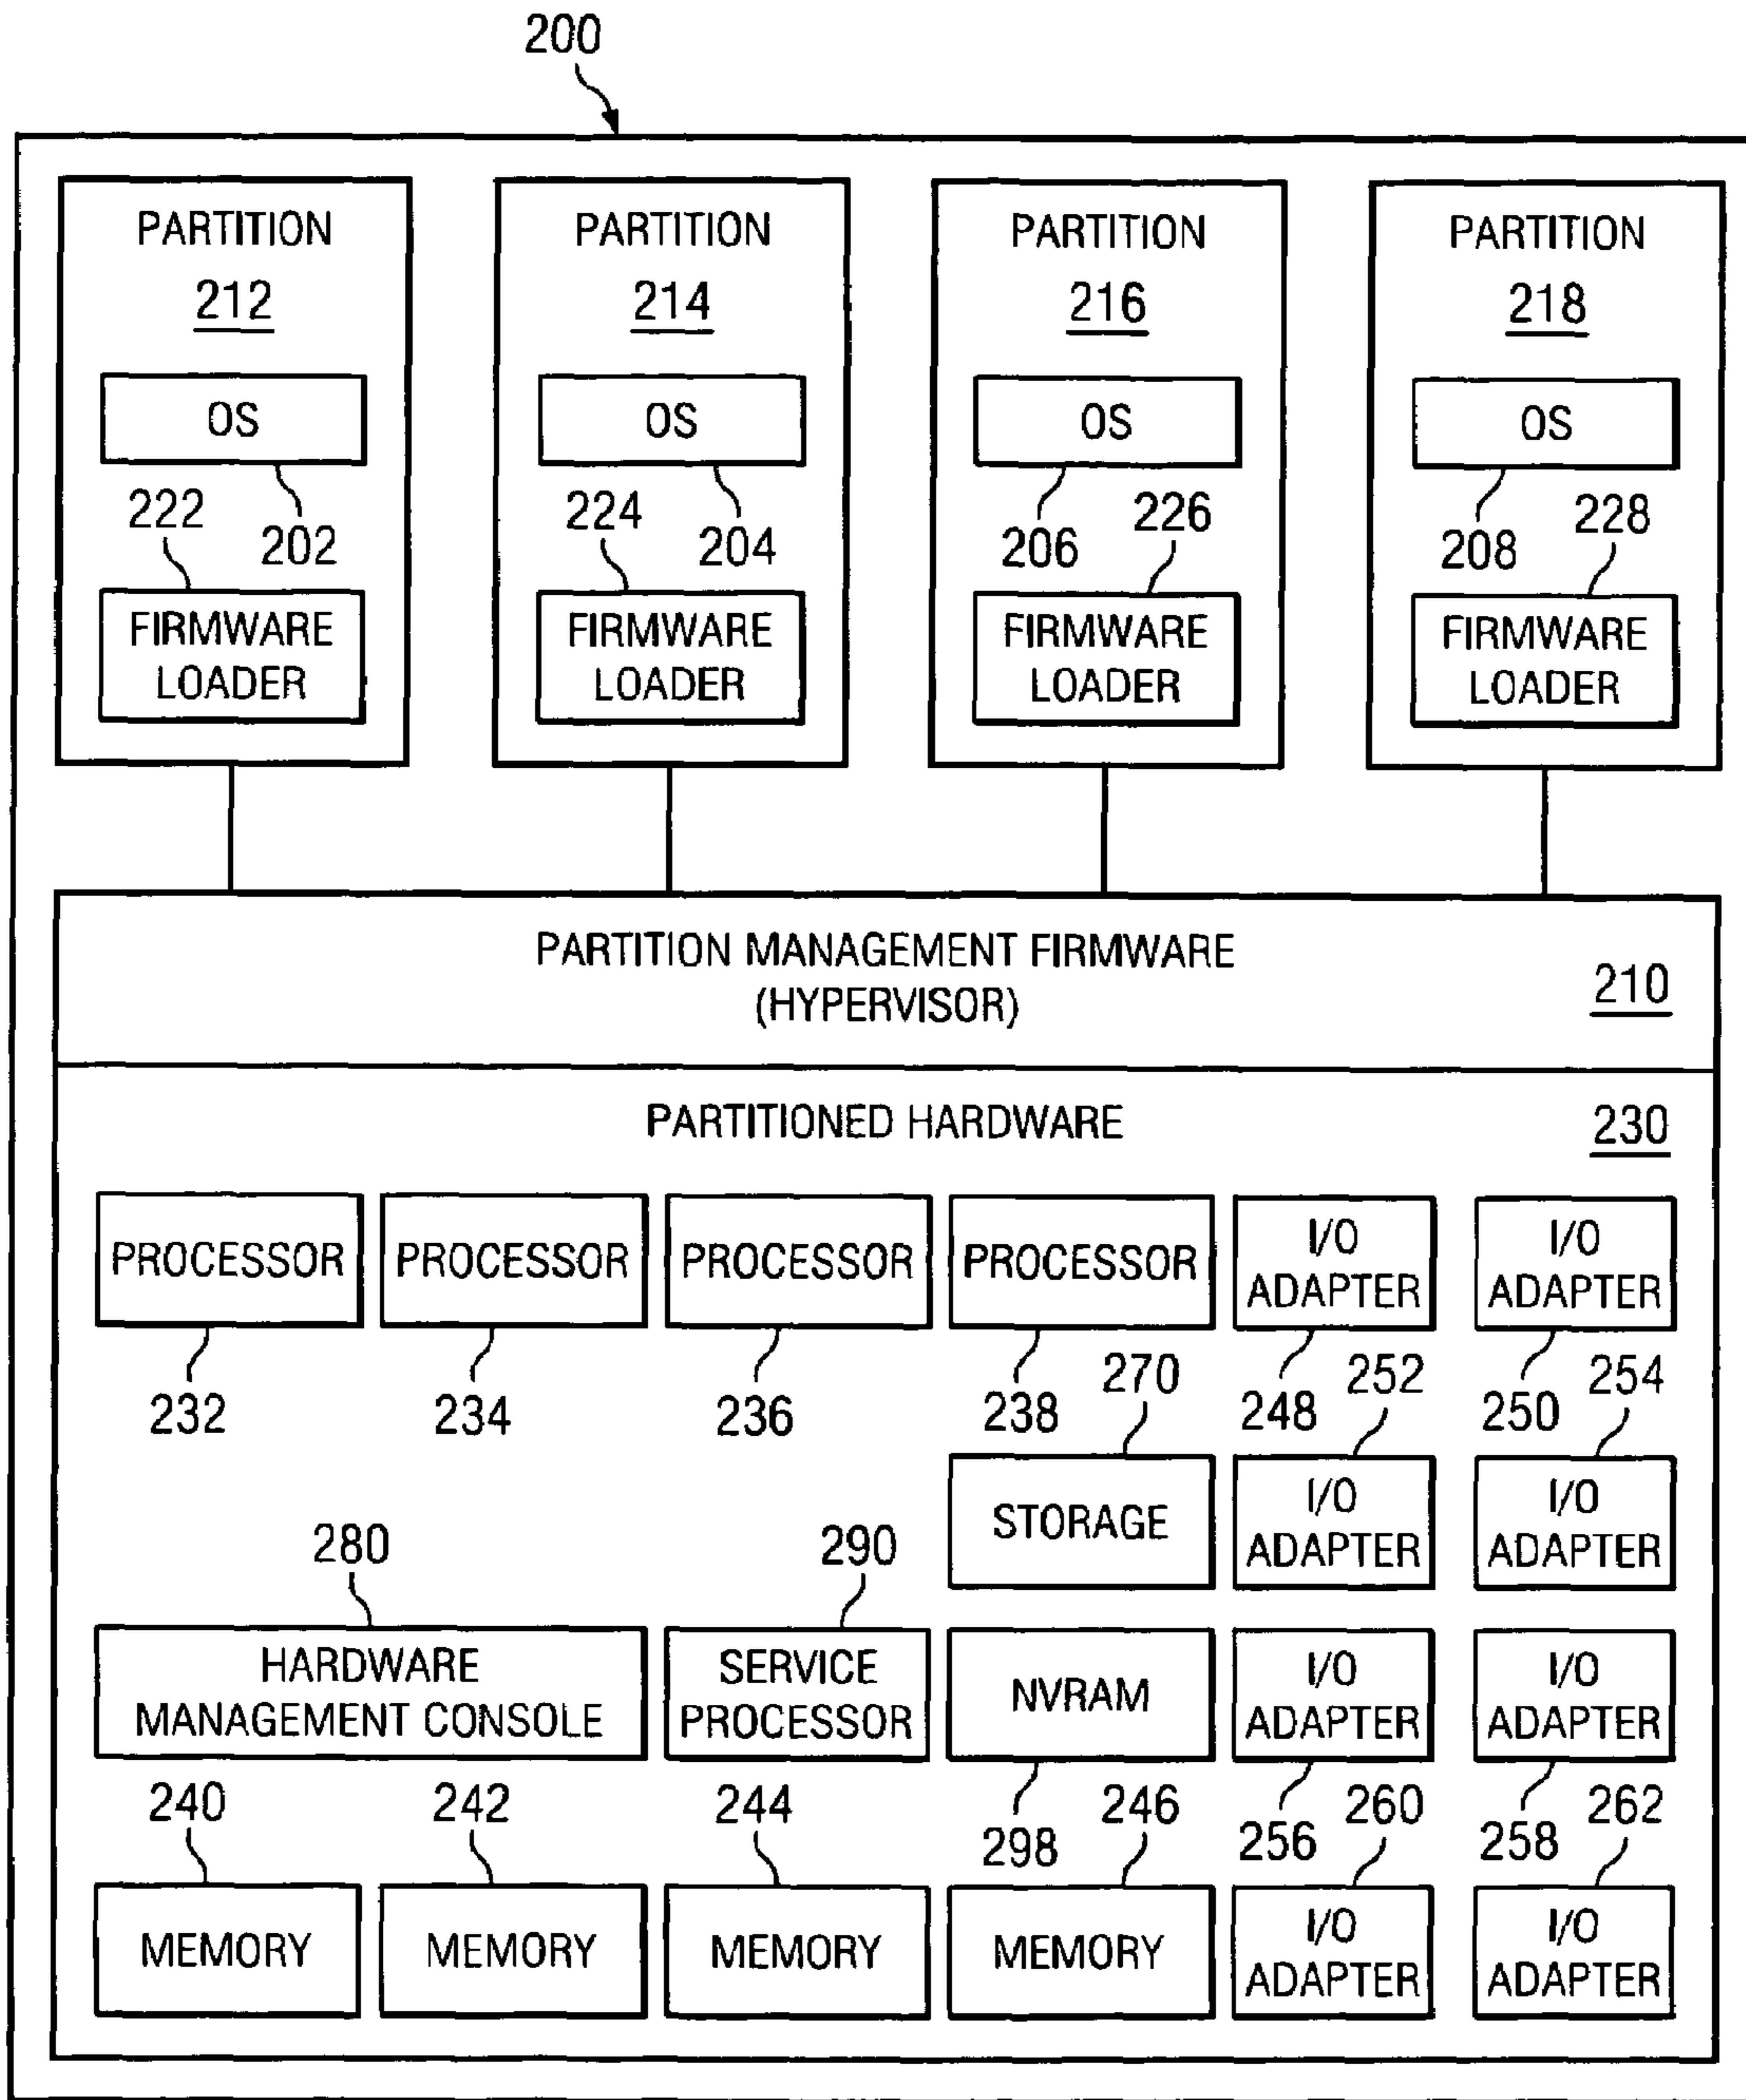 200
PARTITION
212
OS
222
202
FIRMWARE
LOADER
PARTITION
214
OS
224
204
FIRMWARE
LOADER
PARTITION
216
OS
206
226
FIRMWARE
LOADER
PARTITION
218
OS
208
228
FIRMWARE
LOADER
PARTITION MANAGEMENT FIRMWARE
(HYPERVISOR)
210
PARTITIONED HARDWARE
230
PROCESSOR
232
PROCESSOR
234
PROCESSOR
236
PROCESSOR
238
I/O
ADAPTER
248
I/O
ADAPTER
250
270
STORAGE
252
I/O
ADAPTER
254
I/O
ADAPTER
280
HARDWARE
MANAGEMENT CONSOLE
290
SERVICE
PROCESSOR
NVRAM
298
I/O
ADAPTER
256
I/O
ADAPTER
258
240
MEMORY
242
MEMORY
244
MEMORY
246
MEMORY
260
I/O
ADAPTER
262
I/O
ADAPTER